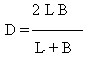 D = 2 L B
L + B